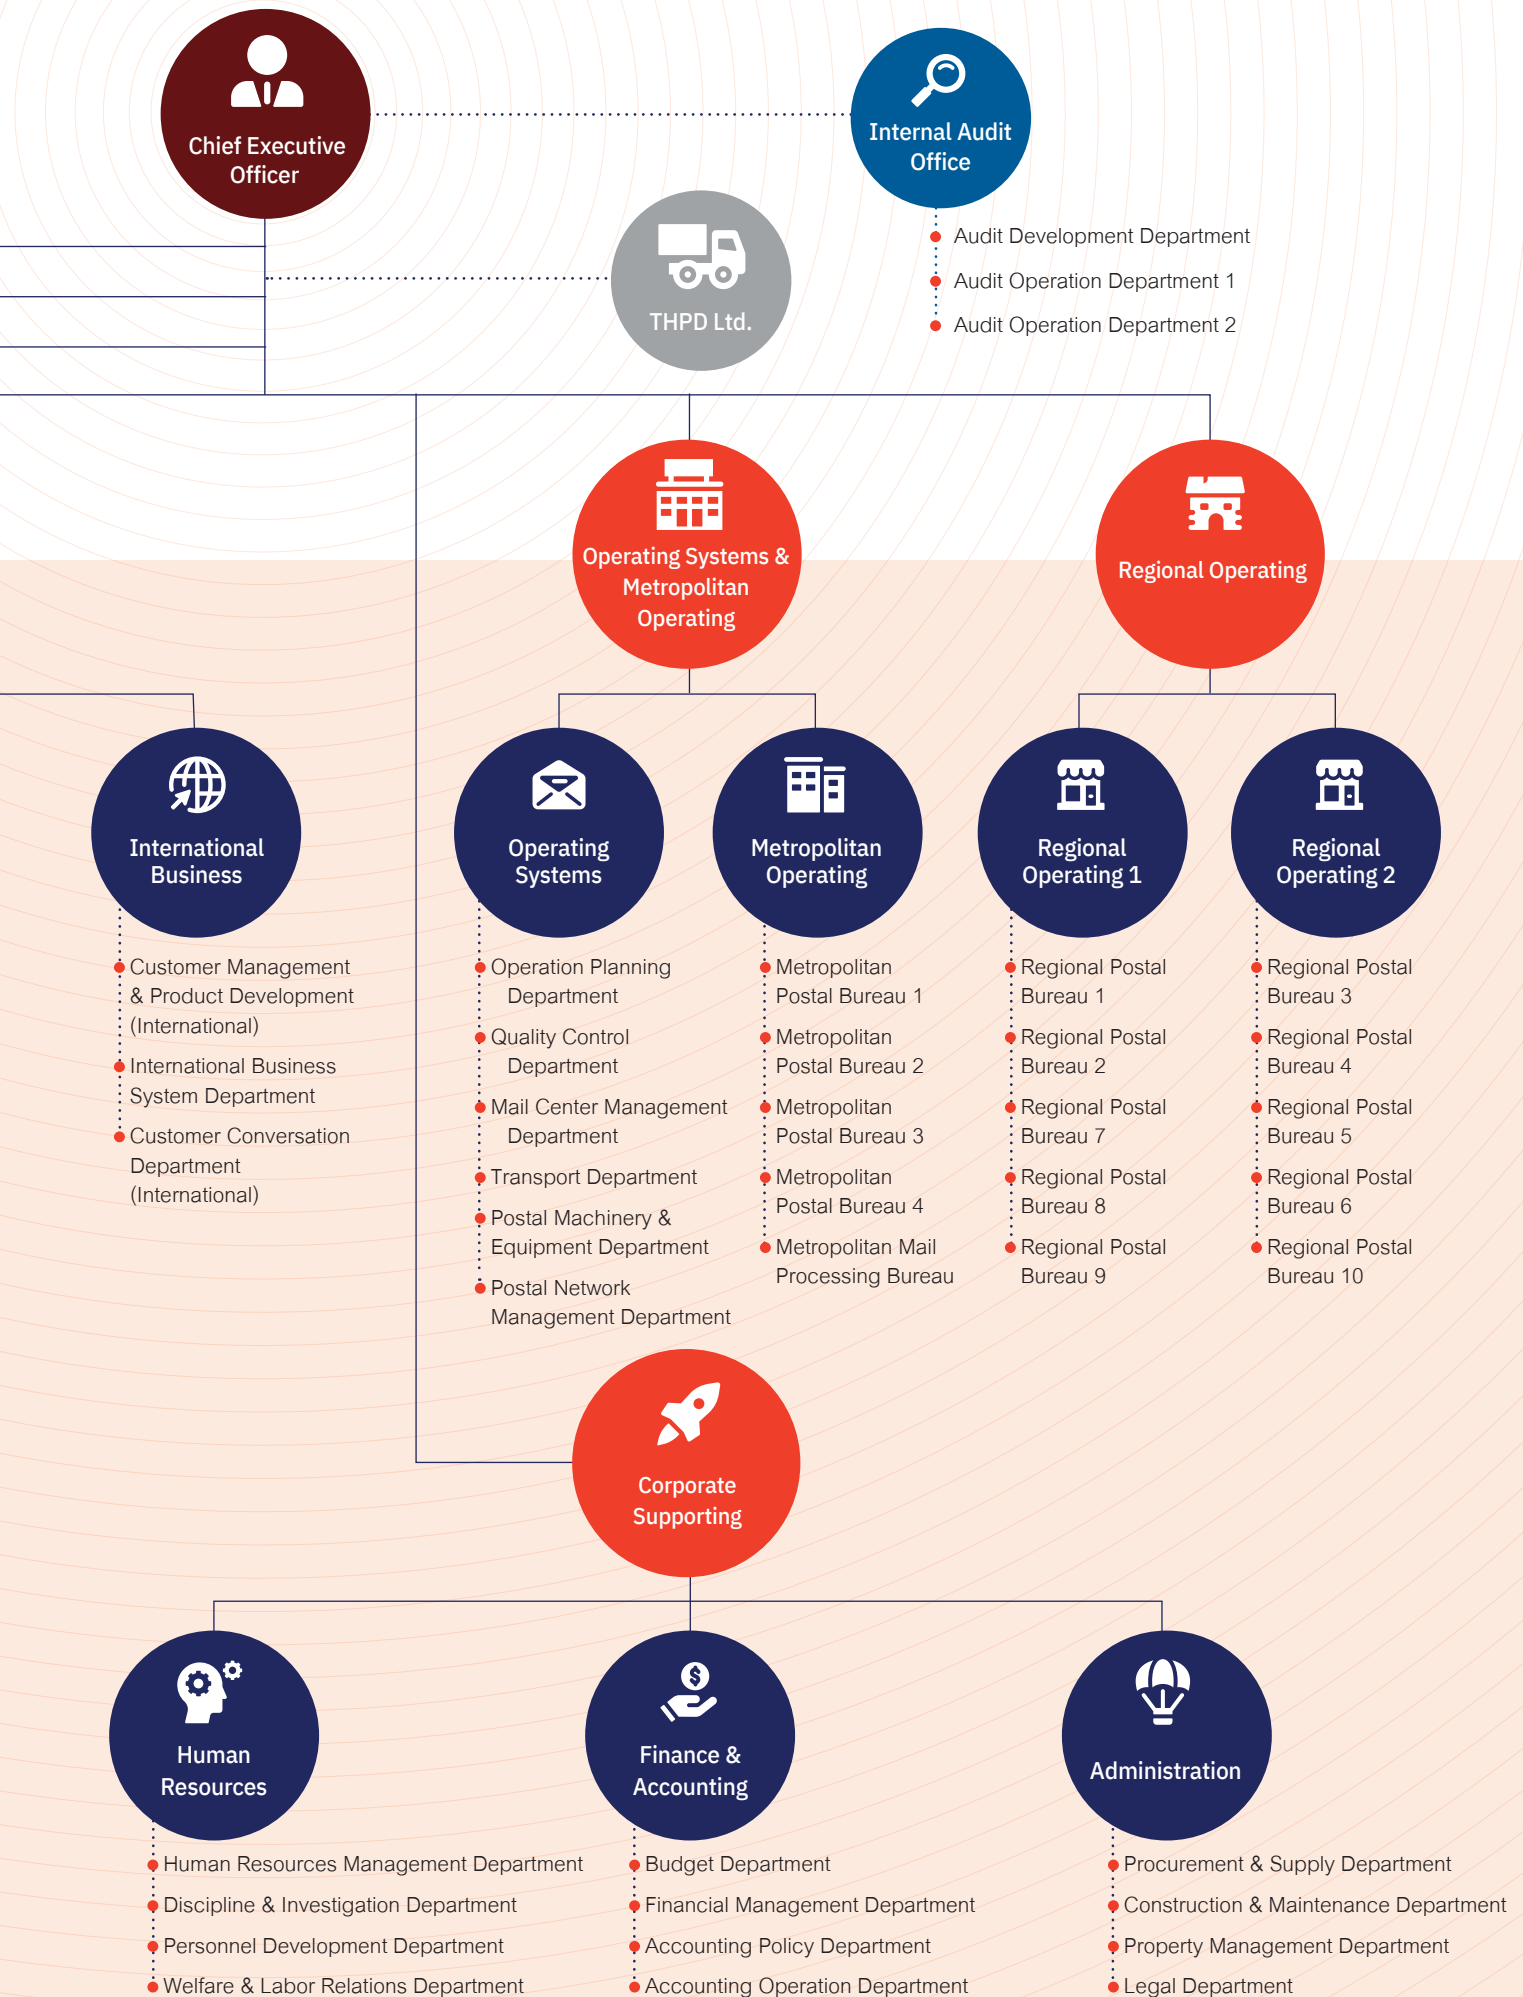 Chief Executive
Officer
Internal Audit
Office
Audit Development Department
Audit Operation Department 1
Audit Operation Department 2
THPD Ltd.
Operating Systems &
Metropolitan
Operating
Regional Operating
International
Business
Customer Management
& Product Development
(International)
International Business
System Department
Customer Conversation
Department
(International)
Operating
Systems
Operation Planning
Department
Quality Control
Department
Mail Center Management
Department
Transport Department
Postal Machinery &
Equipment Department
Postal Network
Management Department
Metropolitan
Operating
Metropolitan
Postal Bureau 1
Metropolitan
Postal Bureau 2
Metropolitan
Postal Bureau 3
Metropolitan
Postal Bureau 4
Metropolitan Mail
Processing Bureau
Regional
Operating 1
Regional Postal
Bureau 1
Regional Postal
Bureau 2
Regional Postal
Bureau 7
Regional Postal
Bureau 8
Regional Postal
Bureau 9
Regional
Operating 2
Regional Postal
Bureau 3
Regional Postal
Bureau 4
Regional Postal
Bureau 5
Regional Postal
Bureau 6
Regional Postal
Bureau 10
Corporate
Supporting
Human
Resources
Human Resources Management Department
Discipline & Investigation Department
Personnel Development Department
Welfare & Labor Relations Department
Finance &
Accounting
Budget Department
Financial Management Department
Accounting Policy Department
Accounting Operation Department
Administration
Procurement & Supply Department
Construction & Maintenance Department
Property Management Department
Legal Department